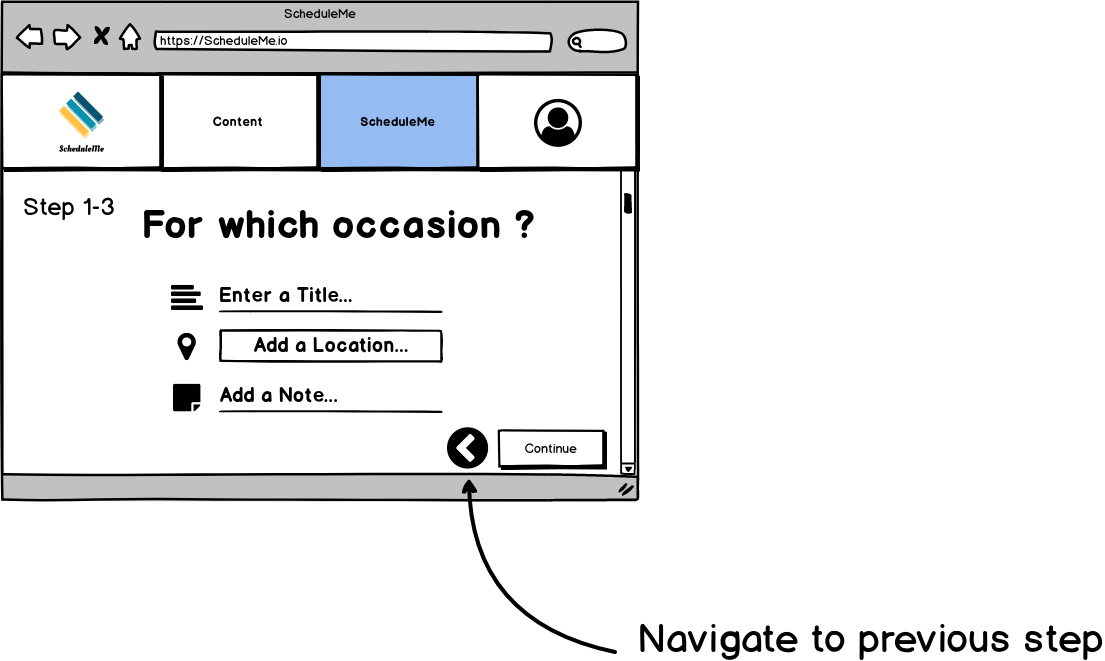 ScheduleMe
https://ScheduleMe.io
ScheduleMe
Content
ScheduleMe
Step 1-3
For which occasion ?
Enter a Title...
Add a Location...
Add a Note...
Continue
Navigate to previous step